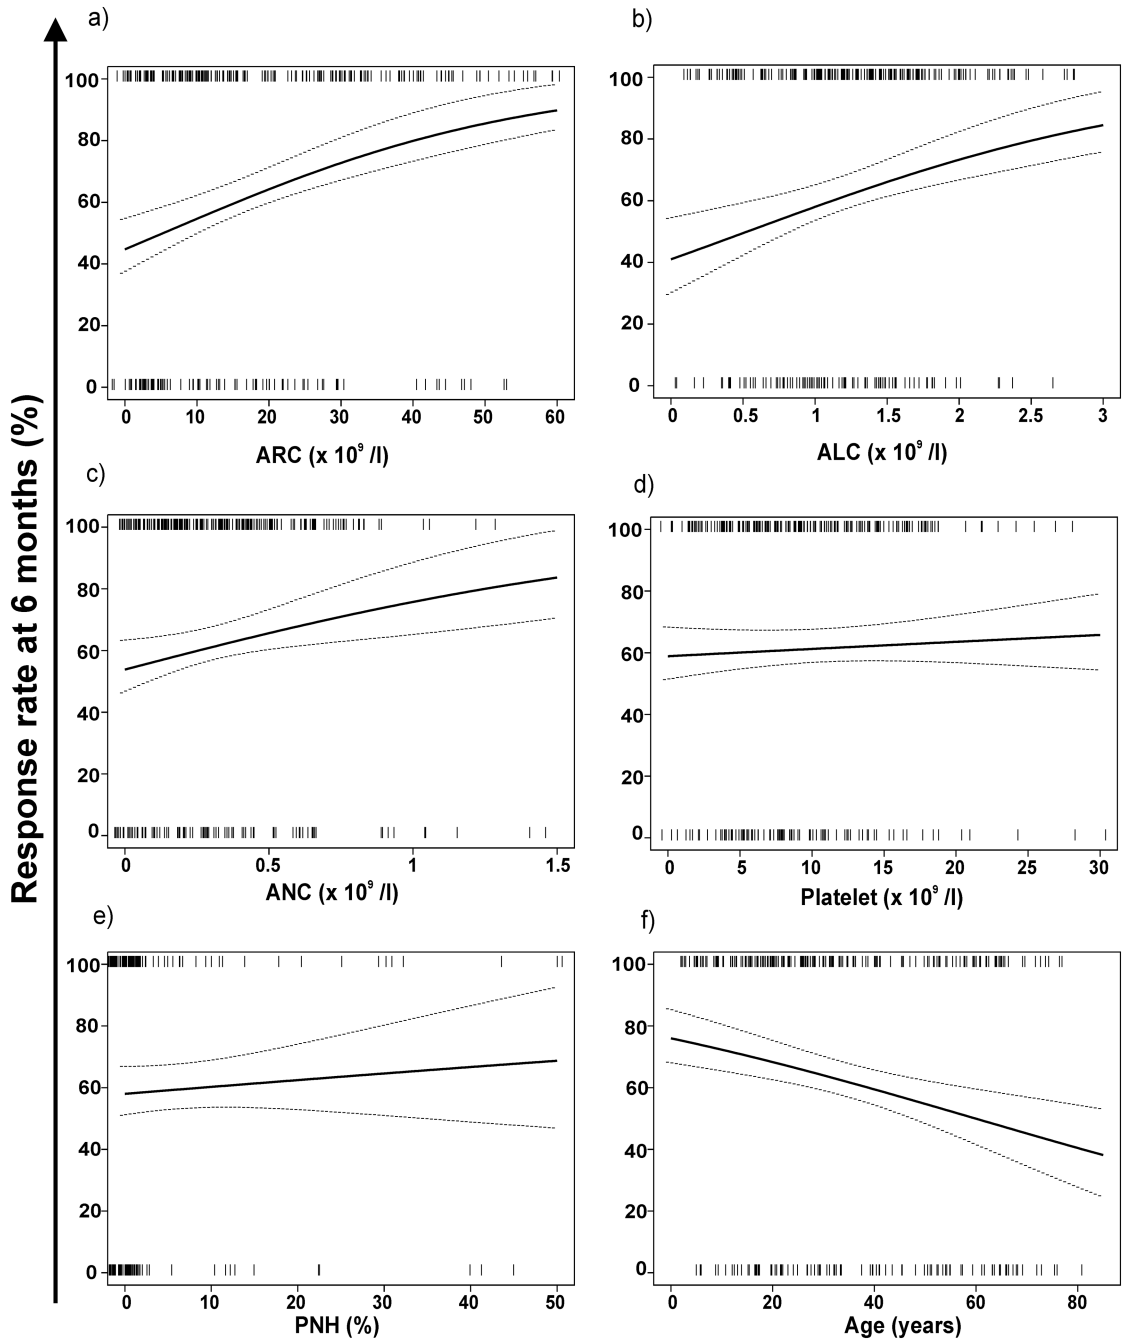 Response rate at 6 months (%)
a)
100
80
60
40
20
0
0 10 20 30 40 50 60
ARC (x 10⁹ /l)
b)
100
80
60
40
20
0
0 0.5 1 1.5 2 2.5 3
ALC (x 10⁹ /l)
c)
100
80
60
40
20
0
0 0.5 1 1.5
ANC (x 10⁹ /l)
d)
100
80
60
40
20
0
0 5 10 15 20 25 30
Platelet (x 10⁹ /l)
e)
100
80
60
40
20
0
0 10 20 30 40 50
PNH (%)
f)
100
80
60
40
20
0
0 20 40 60 80
Age (years)